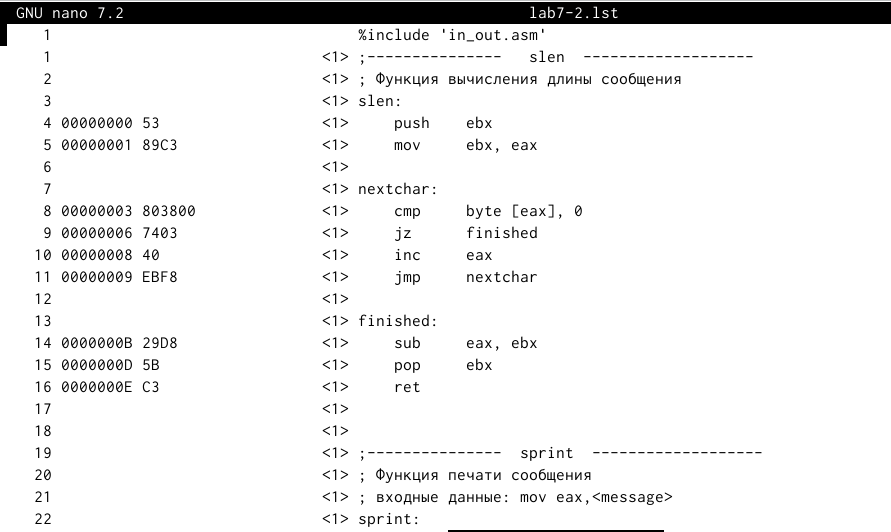 GNU nano 7.2 lab7-2.lst
1 %include 'in_out.asm'
1 <1> ;--------------- slen -------------------
2 <1> ; Функция вычисления длины сообщения
3 <1> slen:
4 00000000 53 <1> push ebx
5 00000001 89C3 <1> mov ebx, eax
6 <1>
7 <1> nextchar:
8 00000003 803800 <1> cmp byte [eax], 0
9 00000006 7403 <1> jz finished
10 00000008 40 <1> inc eax
11 00000009 EBF8 <1> jmp nextchar
12 <1>
13 <1> finished:
14 0000000B 29D8 <1> sub eax, ebx
15 0000000D 5B <1> pop ebx
16 0000000E C3 <1> ret
17 <1>
18 <1>
19 <1> ;--------------- sprint -------------------
20 <1> ; Функция печати сообщения
21 <1> ; входные данные: mov eax,<message>
22 <1> sprint: